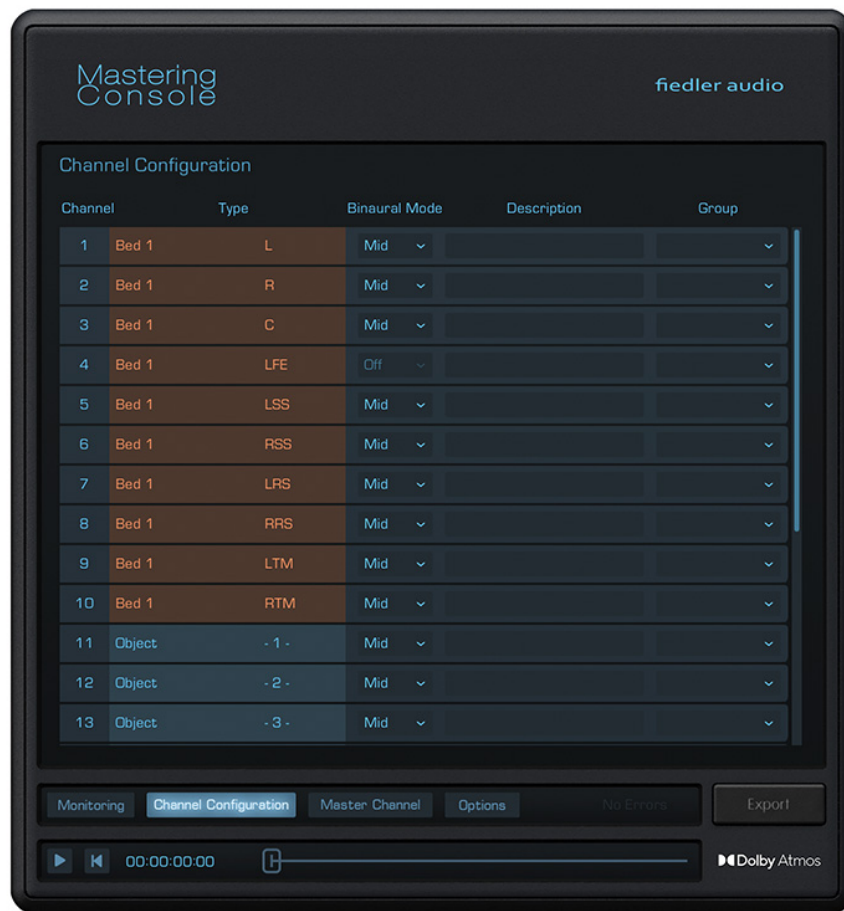 Mastering
Console
fiedler audio
Channel Configuration
Channel Type Binaural Mode Description Group
1 Bed 1 L Mid
2 Bed 1 R Mid
3 Bed 1 C Mid
4 Bed 1 LFE Off
5 Bed 1 LSS Mid
6 Bed 1 RSS Mid
7 Bed 1 LRS Mid
8 Bed 1 RRS Mid
9 Bed 1 LTM Mid
10 Bed 1 RTM Mid
11 Object - 1 - Mid
12 Object - 2 - Mid
13 Object - 3 - Mid
Monitoring Channel Configuration Master Channel Options No Errors Export
00:00:00:00 Dolby Atmos